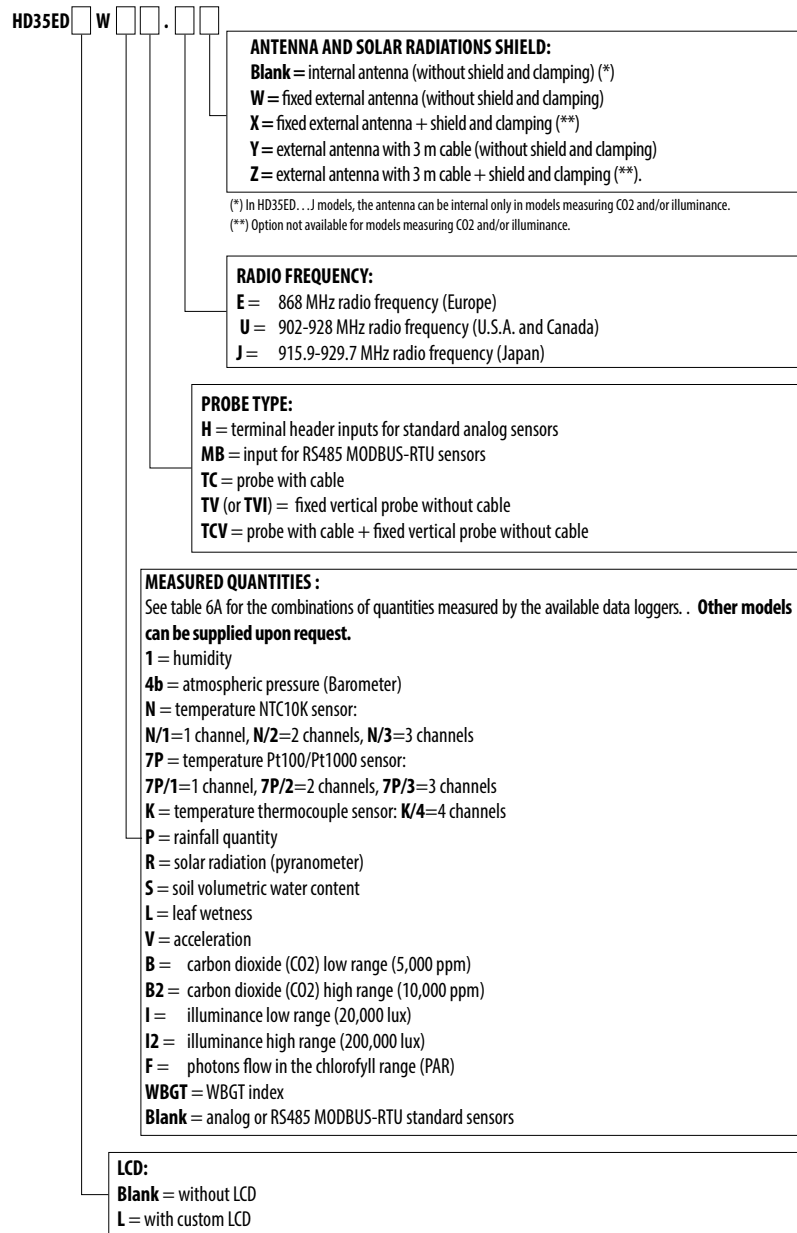 HD35ED W .
ANTENNA AND SOLAR RADIATIONS SHIELD:
Blank = internal antenna (without shield and clamping) (*)
W = fixed external antenna (without shield and clamping)
X = fixed external antenna + shield and clamping (**)
Y = external antenna with 3 m cable (without shield and clamping)
Z = external antenna with 3 m cable + shield and clamping (**).
(*) In HD35ED...J models, the antenna can be internal only in models measuring CO2 and/or illuminance.
(**) Option not available for models measuring CO2 and/or illuminance.
RADIO FREQUENCY:
E = 868 MHz radio frequency (Europe)
U = 902-928 MHz radio frequency (U.S.A. and Canada)
J = 915.9-929.7 MHz radio frequency (Japan)
PROBE TYPE:
H = terminal header inputs for standard analog sensors
MB = input for RS485 MODBUS-RTU sensors
TC = probe with cable
TV (or TVI) = fixed vertical probe without cable
TCV = probe with cable + fixed vertical probe without cable
MEASURED QUANTITIES :
See table 6A for the combinations of quantities measured by the available data loggers. . Other models
can be supplied upon request.
1 = humidity
4b = atmospheric pressure (Barometer)
N = temperature NTC10K sensor:
N/1=1 channel, N/2=2 channels, N/3=3 channels
7P = temperature Pt100/Pt1000 sensor:
7P/1=1 channel, 7P/2=2 channels, 7P/3=3 channels
K = temperature thermocouple sensor: K/4=4 channels
P = rainfall quantity
R = solar radiation (pyranometer)
S = soil volumetric water content
L = leaf wetness
V = acceleration
B = carbon dioxide (CO2) low range (5,000 ppm)
B2 = carbon dioxide (CO2) high range (10,000 ppm)
I = illuminance low range (20,000 lux)
I2 = illuminance high range (200,000 lux)
F = photons flow in the chlorofyll range (PAR)
WBGT = WBGT index
Blank = analog or RS485 MODBUS-RTU standard sensors
LCD:
Blank = without LCD
L = with custom LCD